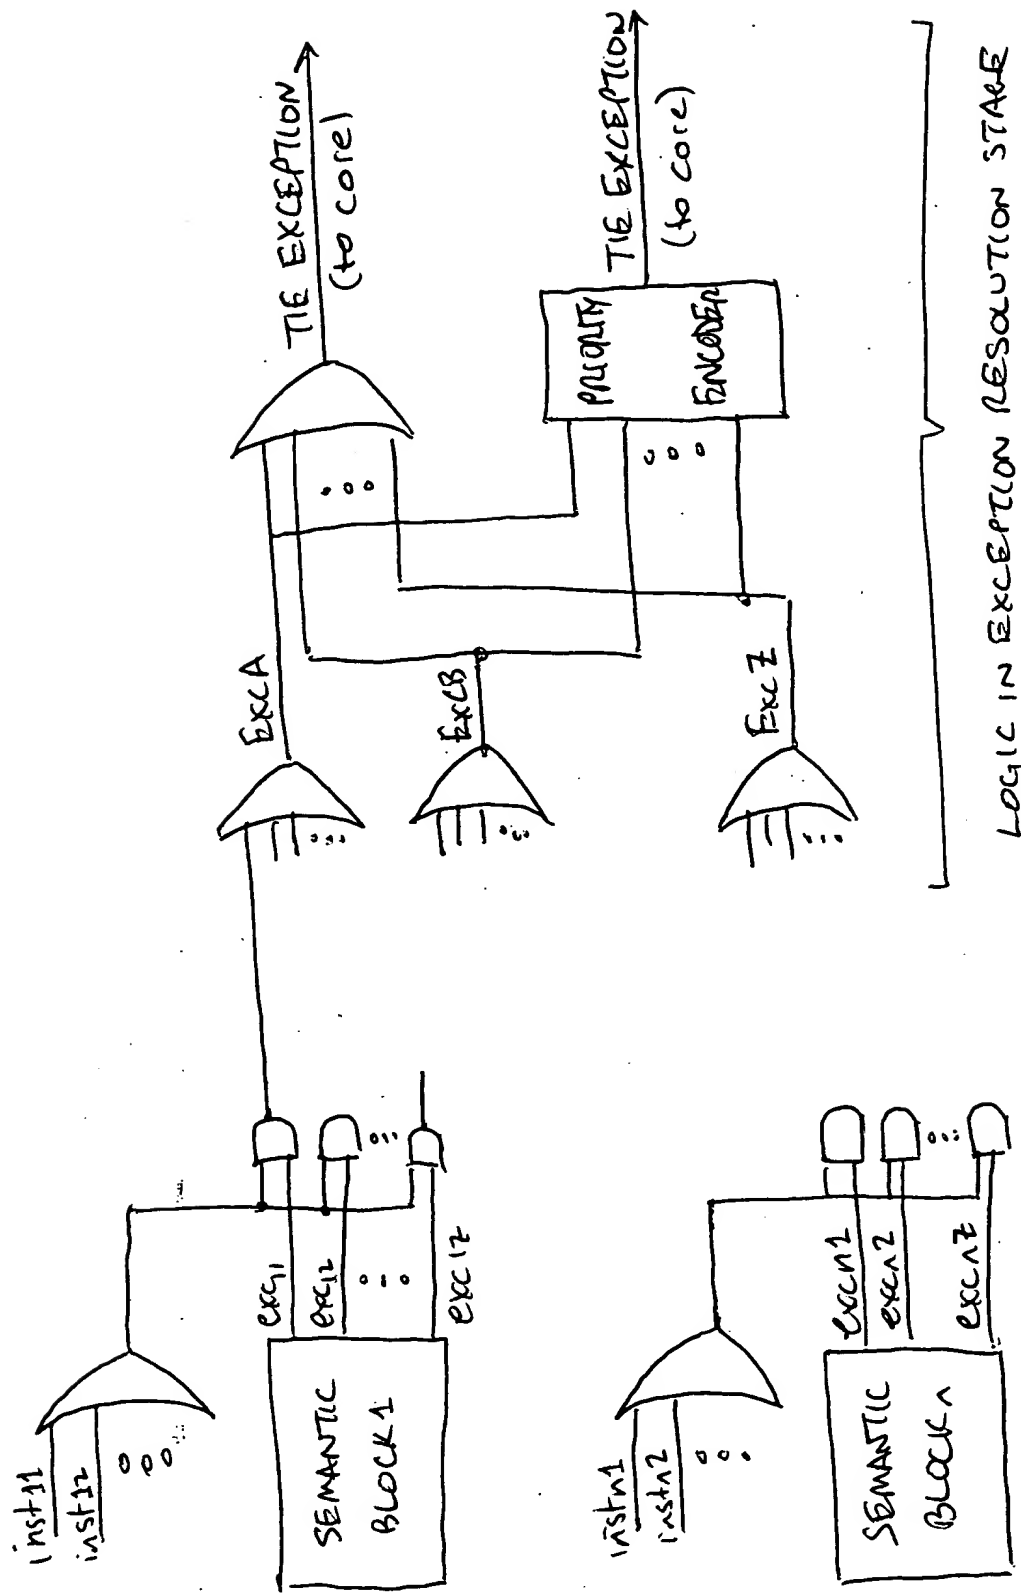 inst11
inst12
SEMANTIC
BLOCK1
exc11
exc12
exc1z
ExcA
TIE EXCEPTION
(to core)
instn1
instn2
SEMANTIC
BLOCKn
excn1
excn2
excnz
ExcB
ExcZ
PRIORITY
ENCODER
TIE EXCEPTION
(to core)
LOGIC IN EXCEPTION RESOLUTION STAGE